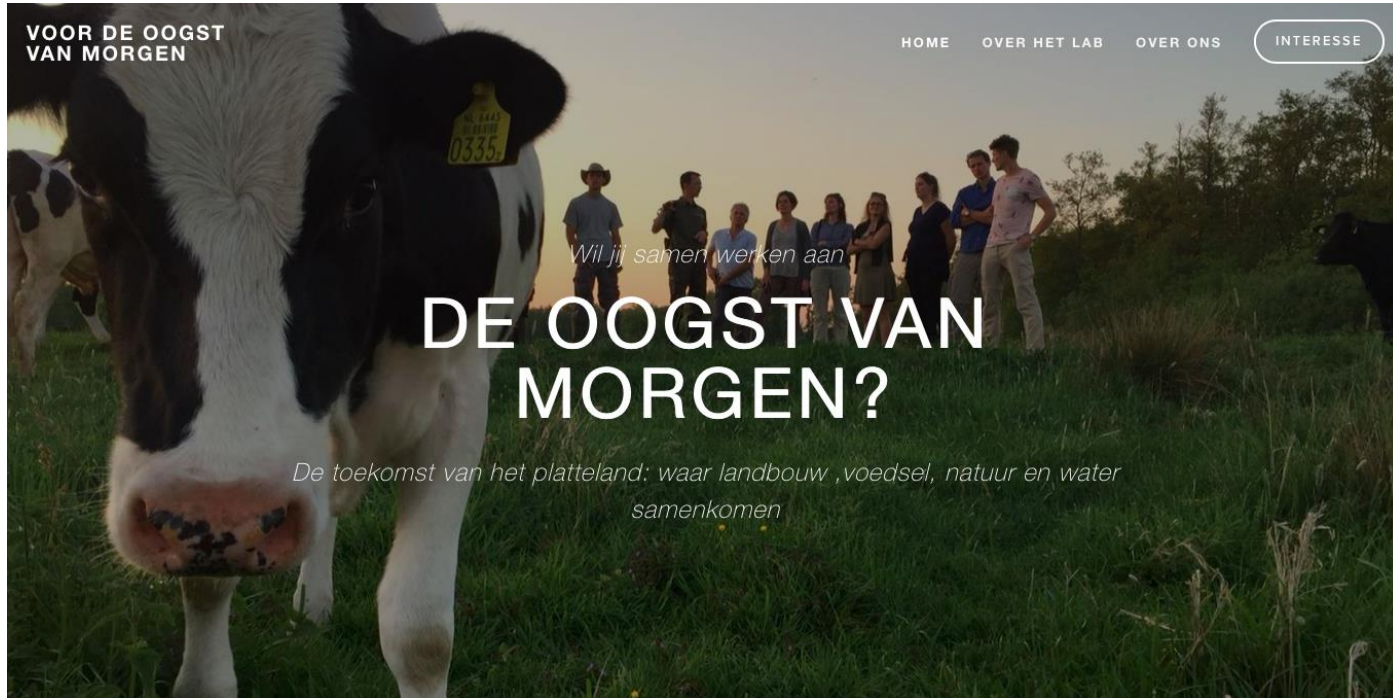 VOOR DE OOGST
VAN MORGEN
HOME OVER HET LAB OVER ONS INTERESSE
0335
Wil jij samen werken aan
DE OOGST VAN
MORGEN?
De toekomst van het platteland: waar landbouw ,voedsel, natuur en water
samenkomen